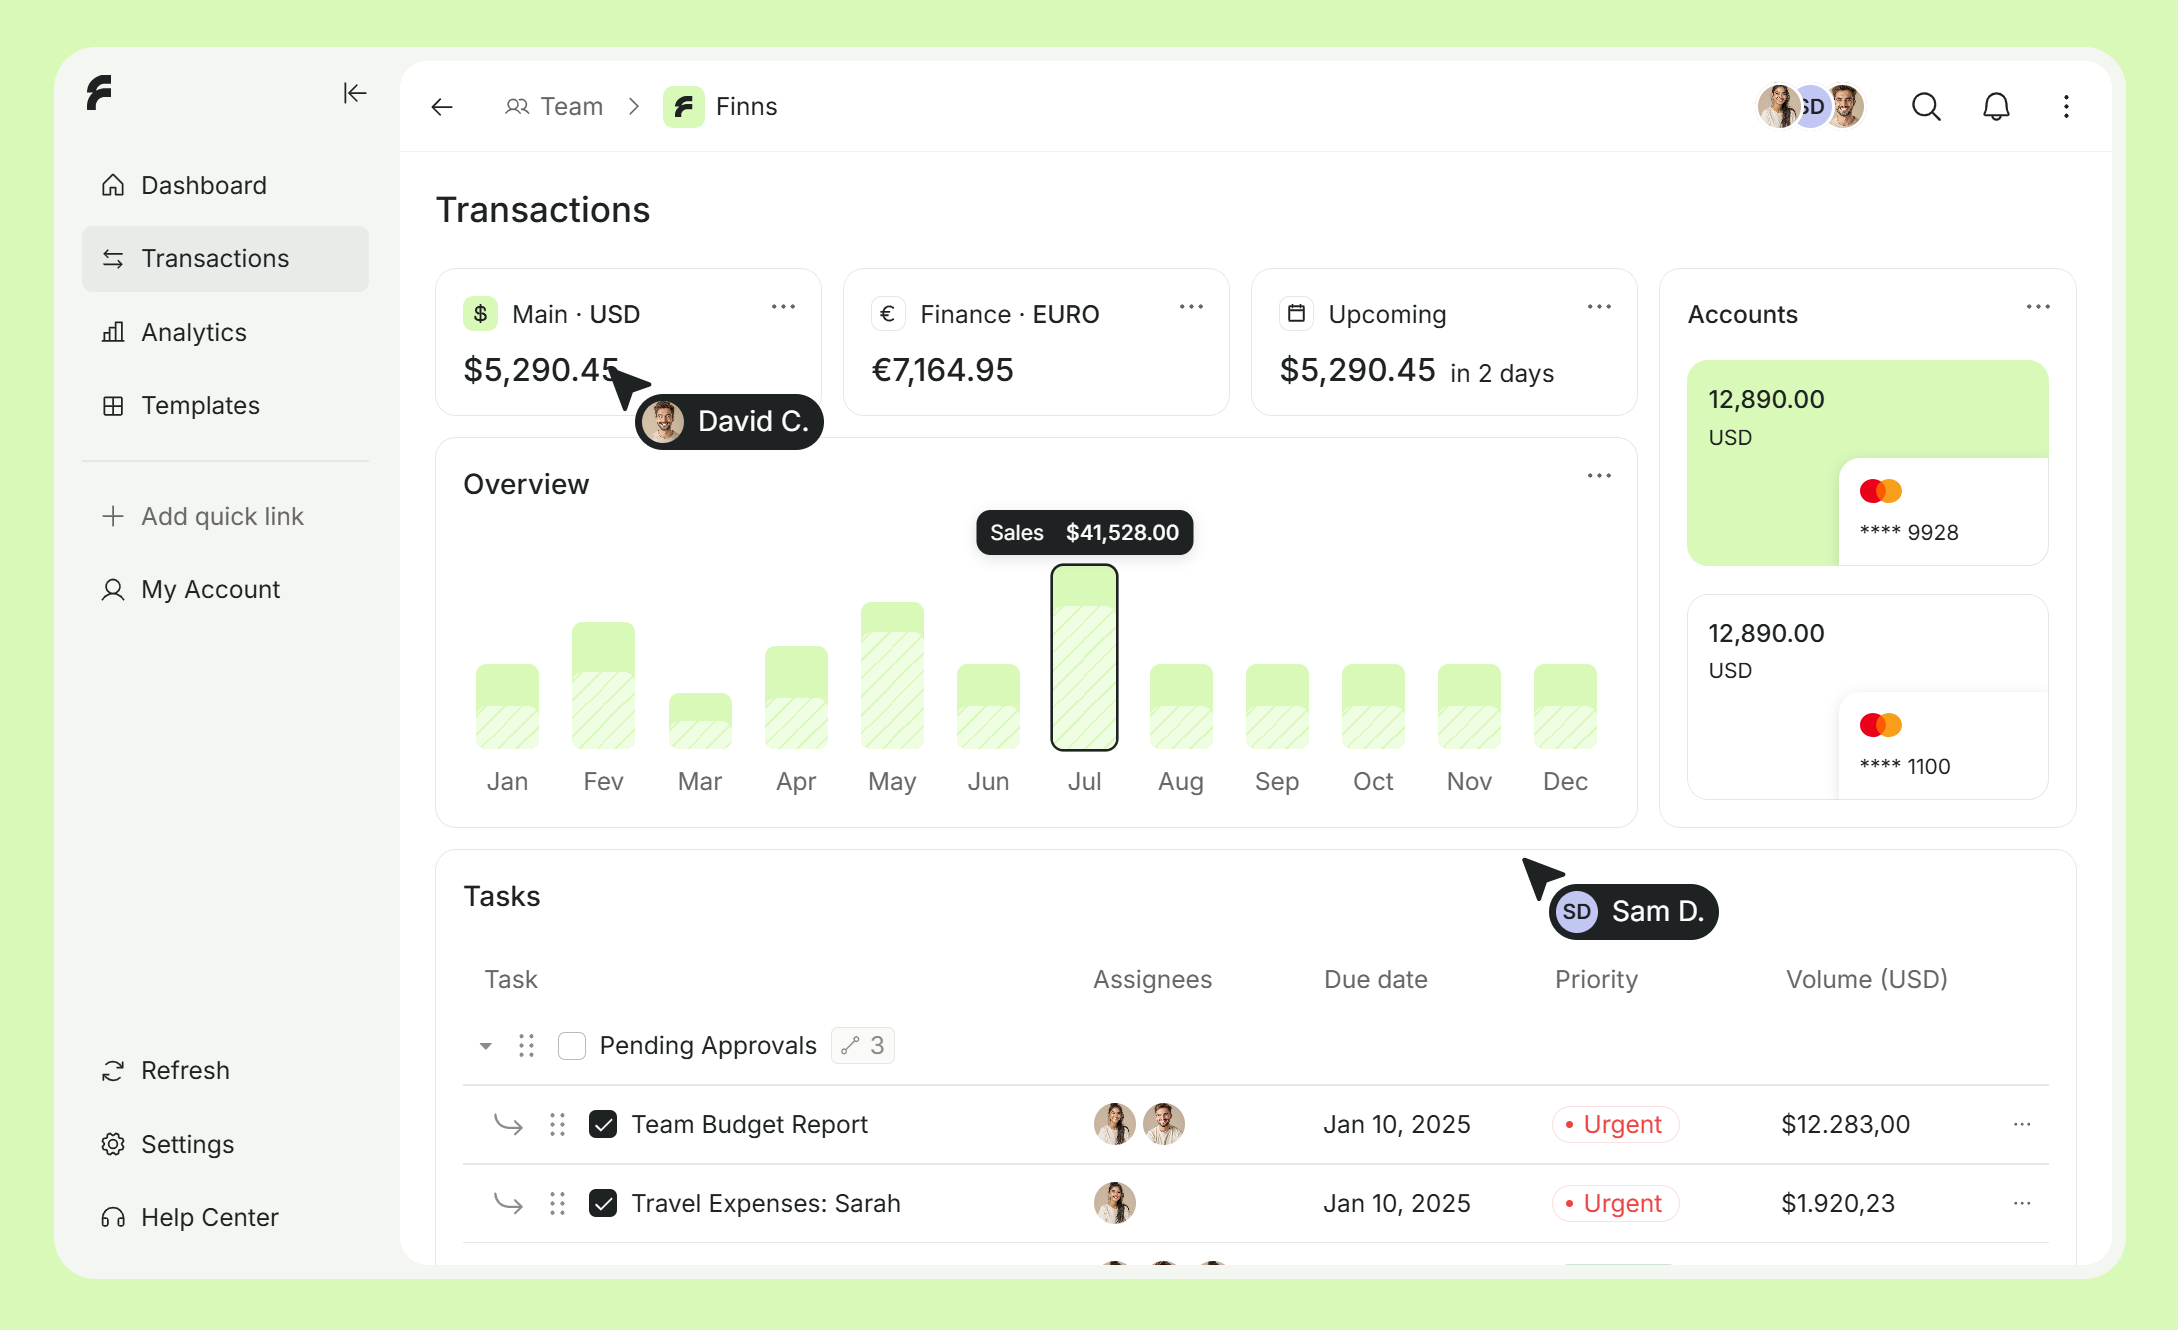 Dashboard
Transactions
Analytics
Templates
Add quick link
My Account
Refresh
Settings
Help Center
Team
Finns
SD
Transactions
$ Main · USD
$5,290.45
David C.
€ Finance · EURO
€7,164.95
Upcoming
$5,290.45 in 2 days
Overview
Sales $41,528.00
Jan Fev Mar Apr May Jun Jul Aug Sep Oct Nov Dec
Accounts
12,890.00
USD
**** 9928
12,890.00
USD
**** 1100
Tasks
SD Sam D.
Task Assignees Due date Priority Volume (USD)
Pending Approvals 3
Team Budget Report Jan 10, 2025 Urgent $12.283,00
Travel Expenses: Sarah Jan 10, 2025 Urgent $1.920,23